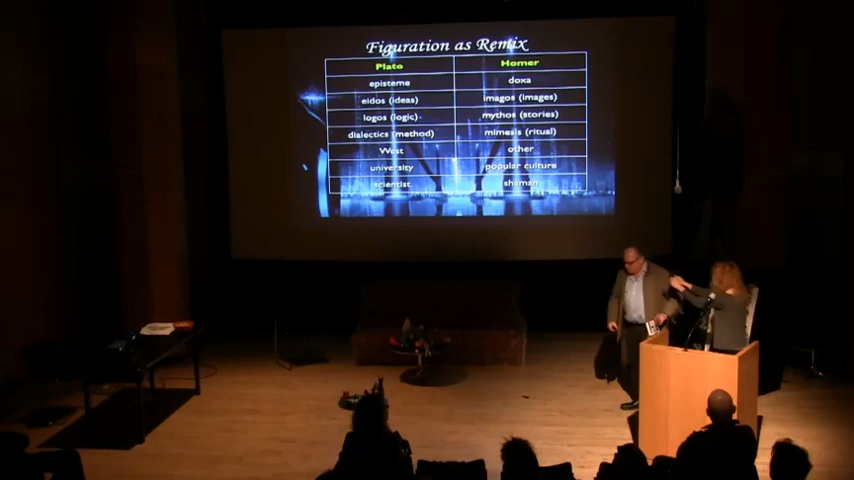 Figuration as Remix
Plato Homer
episteme doxa
eidos (ideas) imagos (images)
logos (logic) mythos (stories)
dialectics (method) mimesis (ritual)
West other
university popular culture
scientist shaman